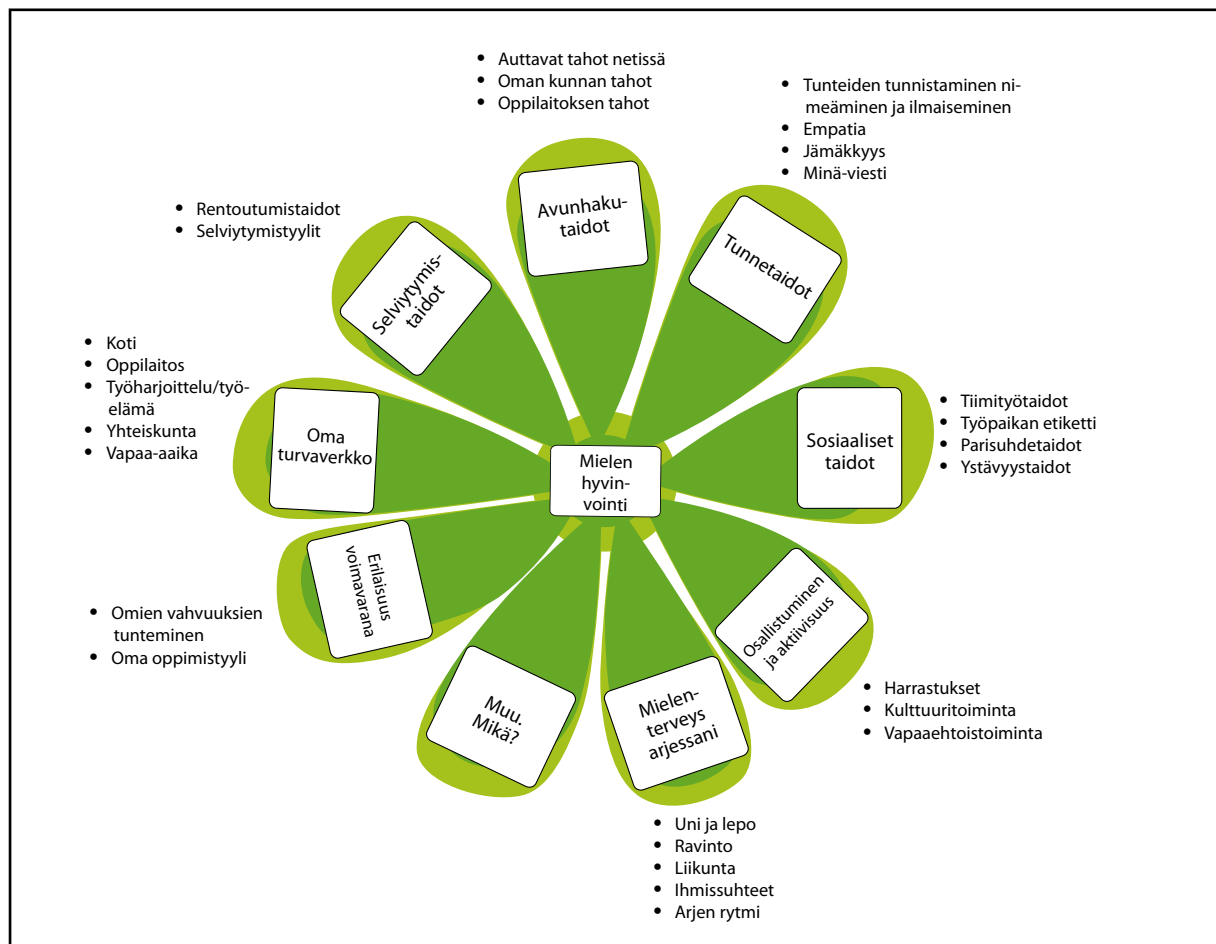 • Auttavat tahot netissä
• Oman kunnan tahot
• Oppilaitoksen tahot
Avunhaku-
taidot
• Tunteiden tunnistaminen ni-
meäminen ja ilmaiseminen
• Empatia
• Jämäkkyys
• Minä-viesti
Tunnetaidot
• Tiimityötaidot
• Työpaikan etiketti
• Parisuhdetaidot
• Ystävyystaidot
Sosiaaliset
taidot
Osallistuminen
ja aktiivisuus
• Harrastukset
• Kulttuuritoiminta
• Vapaaehtoistoiminta
Mielen-
terveys
arjessani
• Uni ja lepo
• Ravinto
• Liikunta
• Ihmissuhteet
• Arjen rytmi
Muu.
Mikä?
Erilaisuus
voimavarana
• Omien vahvuuksien
tunteminen
• Oma oppimistyyli
Oma
turvaverkko
• Koti
• Oppilaitos
• Työharjoittelu/työ-
elämä
• Yhteiskunta
• Vapaa-aaika
Selviytymis-
taidot
• Rentoutumistaidot
• Selviytymistyylit
Mielen
hyvin-
vointi